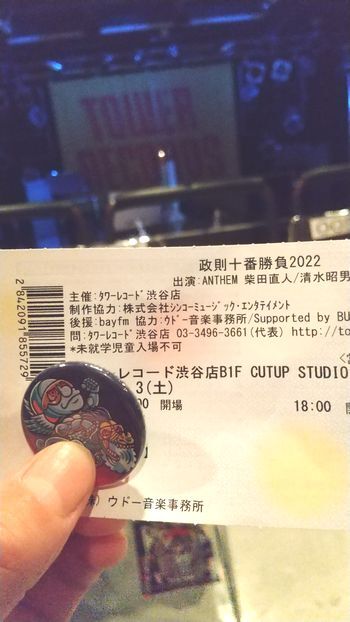 TOWER
RECORDS
政則十番勝負2022
出演:ANTHEM 柴田直人/清水昭男
主催:タワーレコード渋谷店
制作協力:株式会社シンコーミュージック・エンタテイメント
後援:bayfm 協力:ウドー音楽事務所/Supported by BU
問:タワーレコード渋谷店 03-3496-3661(代表) http://to
*未就学児童入場不可
レコード渋谷店B1F CUTUP STUDIO
3(土)
00 開場 18:00
ウドー音楽事務所
2842091855729